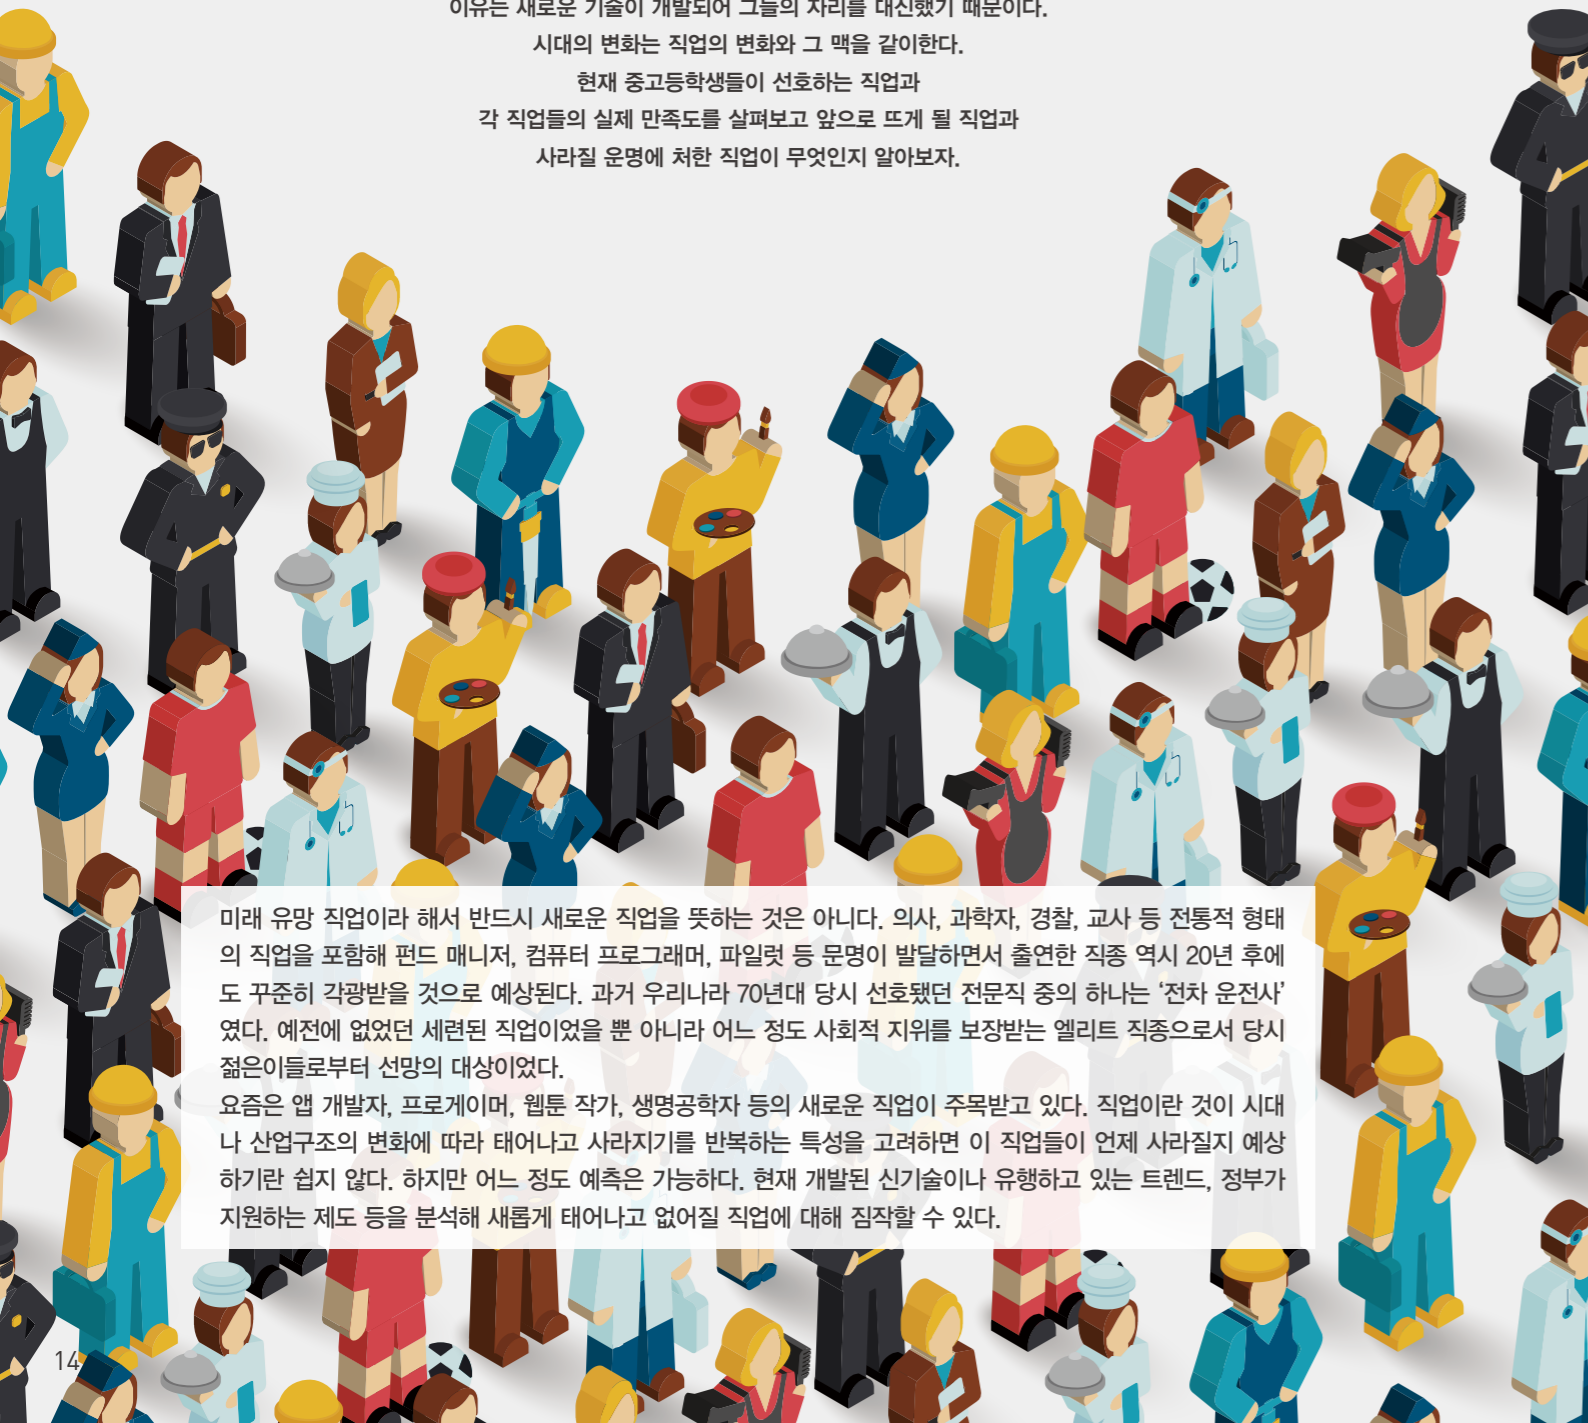 이유는 새로운 기술이 개발되어 그들의 자리를 대신했기 때문이다.
시대의 변화는 직업의 변화와 그 맥을 같이한다.
현재 중고등학생들이 선호하는 직업과
각 직업들의 실제 만족도를 살펴보고 앞으로 뜨게 될 직업과
사라질 운명에 처한 직업이 무엇인지 알아보자.
미래 유망 직업이라 해서 반드시 새로운 직업을 뜻하는 것은 아니다. 의사, 과학자, 경찰, 교사 등 전통적 형태
의 직업을 포함해 펀드 매니저, 컴퓨터 프로그래머, 파일럿 등 문명이 발달하면서 출연한 직종 역시 20년 후에
도 꾸준히 각광받을 것으로 예상된다. 과거 우리나라 70년대 당시 선호됐던 전문직 중의 하나는 ‘전차 운전사’
였다. 예전에 없었던 세련된 직업이었을 뿐 아니라 어느 정도 사회적 지위를 보장받는 엘리트 직종으로서 당시
젊은이들로부터 선망의 대상이었다.
요즘은 앱 개발자, 프로게이머, 웹툰 작가, 생명공학자 등의 새로운 직업이 주목받고 있다. 직업이란 것이 시대
나 산업구조의 변화에 따라 태어나고 사라지기를 반복하는 특성을 고려하면 이 직업들이 언제 사라질지 예상
하기란 쉽지 않다. 하지만 어느 정도 예측은 가능하다. 현재 개발된 신기술이나 유행하고 있는 트렌드, 정부가
지원하는 제도 등을 분석해 새롭게 태어나고 없어질 직업에 대해 짐작할 수 있다.
14